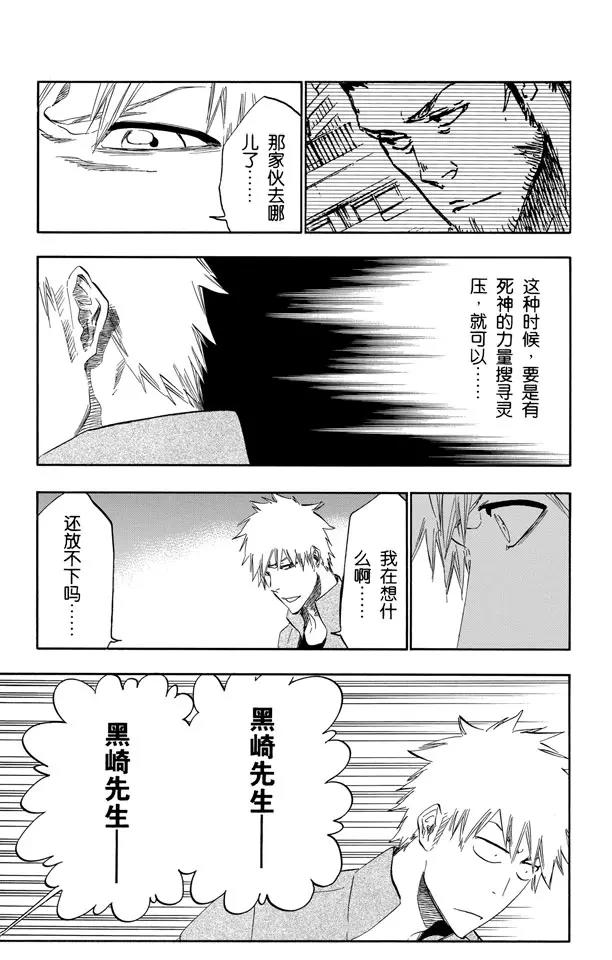 那家伙去哪
儿了……
这种时候，要是有
死神的力量搜寻灵
压，就可以……
我在想什
么啊……
还放不下吗……
黑崎先生——
黑崎先生——